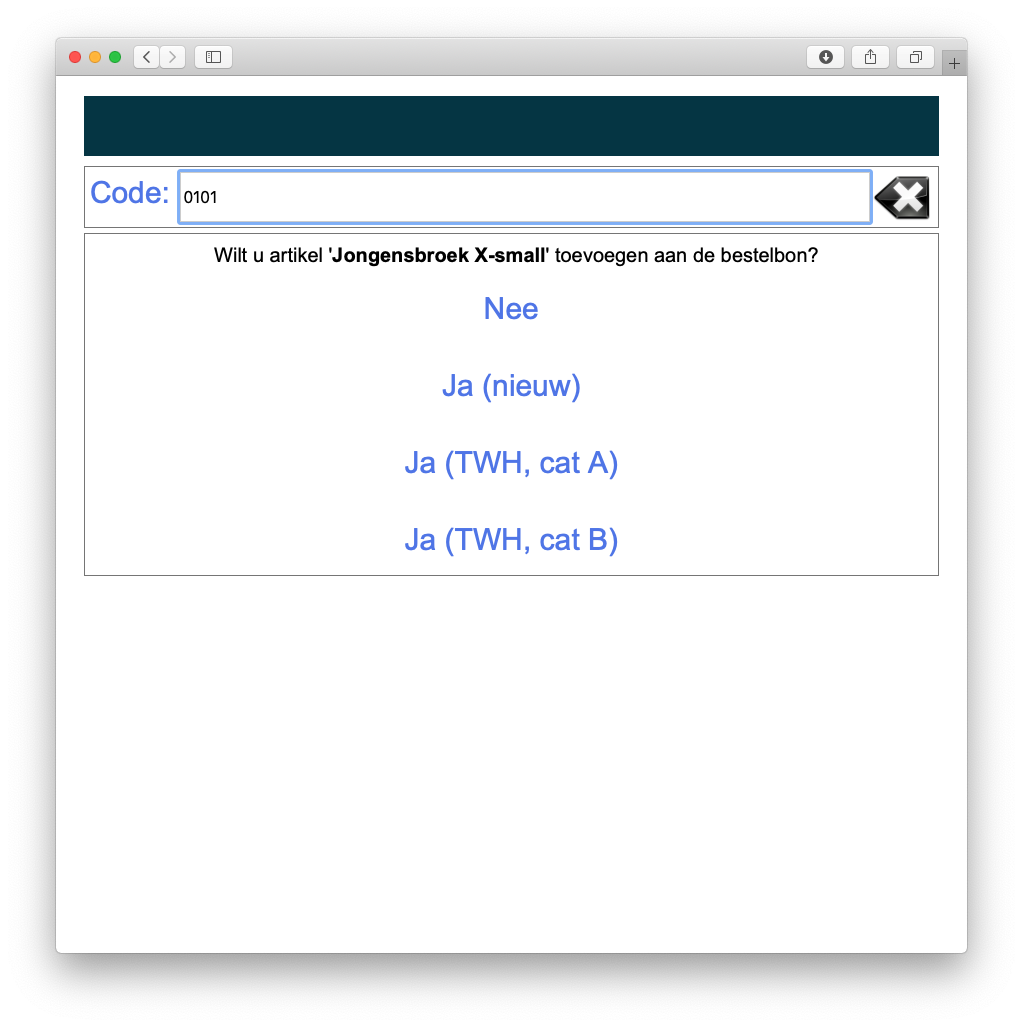 Code: 0101
Wilt u artikel 'Jongensbroek X-small' toevoegen aan de bestelbon?
Nee
Ja (nieuw)
Ja (TWH, cat A)
Ja (TWH, cat B)